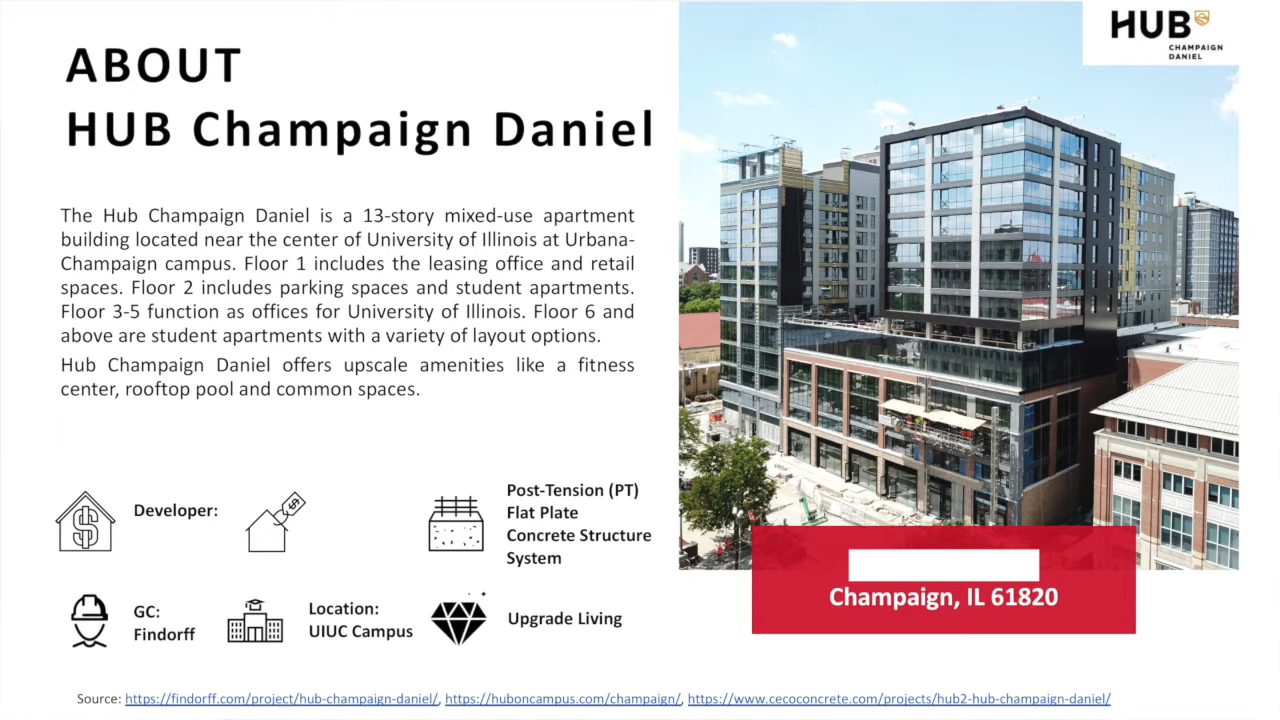 ABOUT
HUB Champaign Daniel
HUB
CHAMPAIGN
DANIEL
The Hub Champaign Daniel is a 13-story mixed-use apartment
building located near the center of University of Illinois at Urbana-
Champaign campus. Floor 1 includes the leasing office and retail
spaces. Floor 2 includes parking spaces and student apartments.
Floor 3-5 function as offices for University of Illinois. Floor 6 and
above are student apartments with a variety of layout options.
Hub Champaign Daniel offers upscale amenities like a fitness
center, rooftop pool and common spaces.
Developer:
$
Post-Tension (PT)
Flat Plate
Concrete Structure
System
GC:
Findorff
Location:
UIUC Campus
Upgrade Living
Champaign, IL 61820
Source: https://findorff.com/project/hub-champaign-daniel/, https://huboncampus.com/champaign/, https://www.cecoconcrete.com/projects/hub2-hub-champaign-daniel/